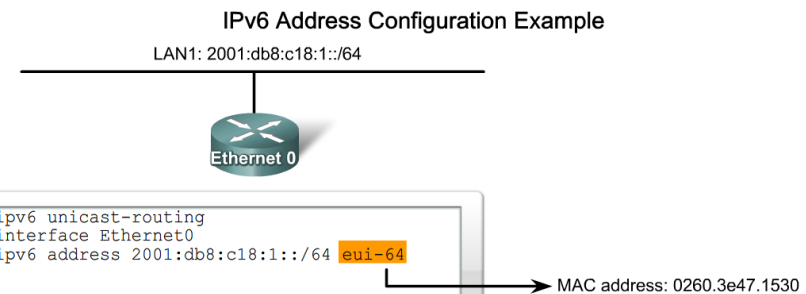 IPv6 Address Configuration Example
LAN1: 2001:db8:c18:1::/64
Ethernet 0
ipv6 unicast-routing
interface Ethernet0
ipv6 address 2001:db8:c18:1::/64 eui-64
MAC address: 0260.3e47.1530